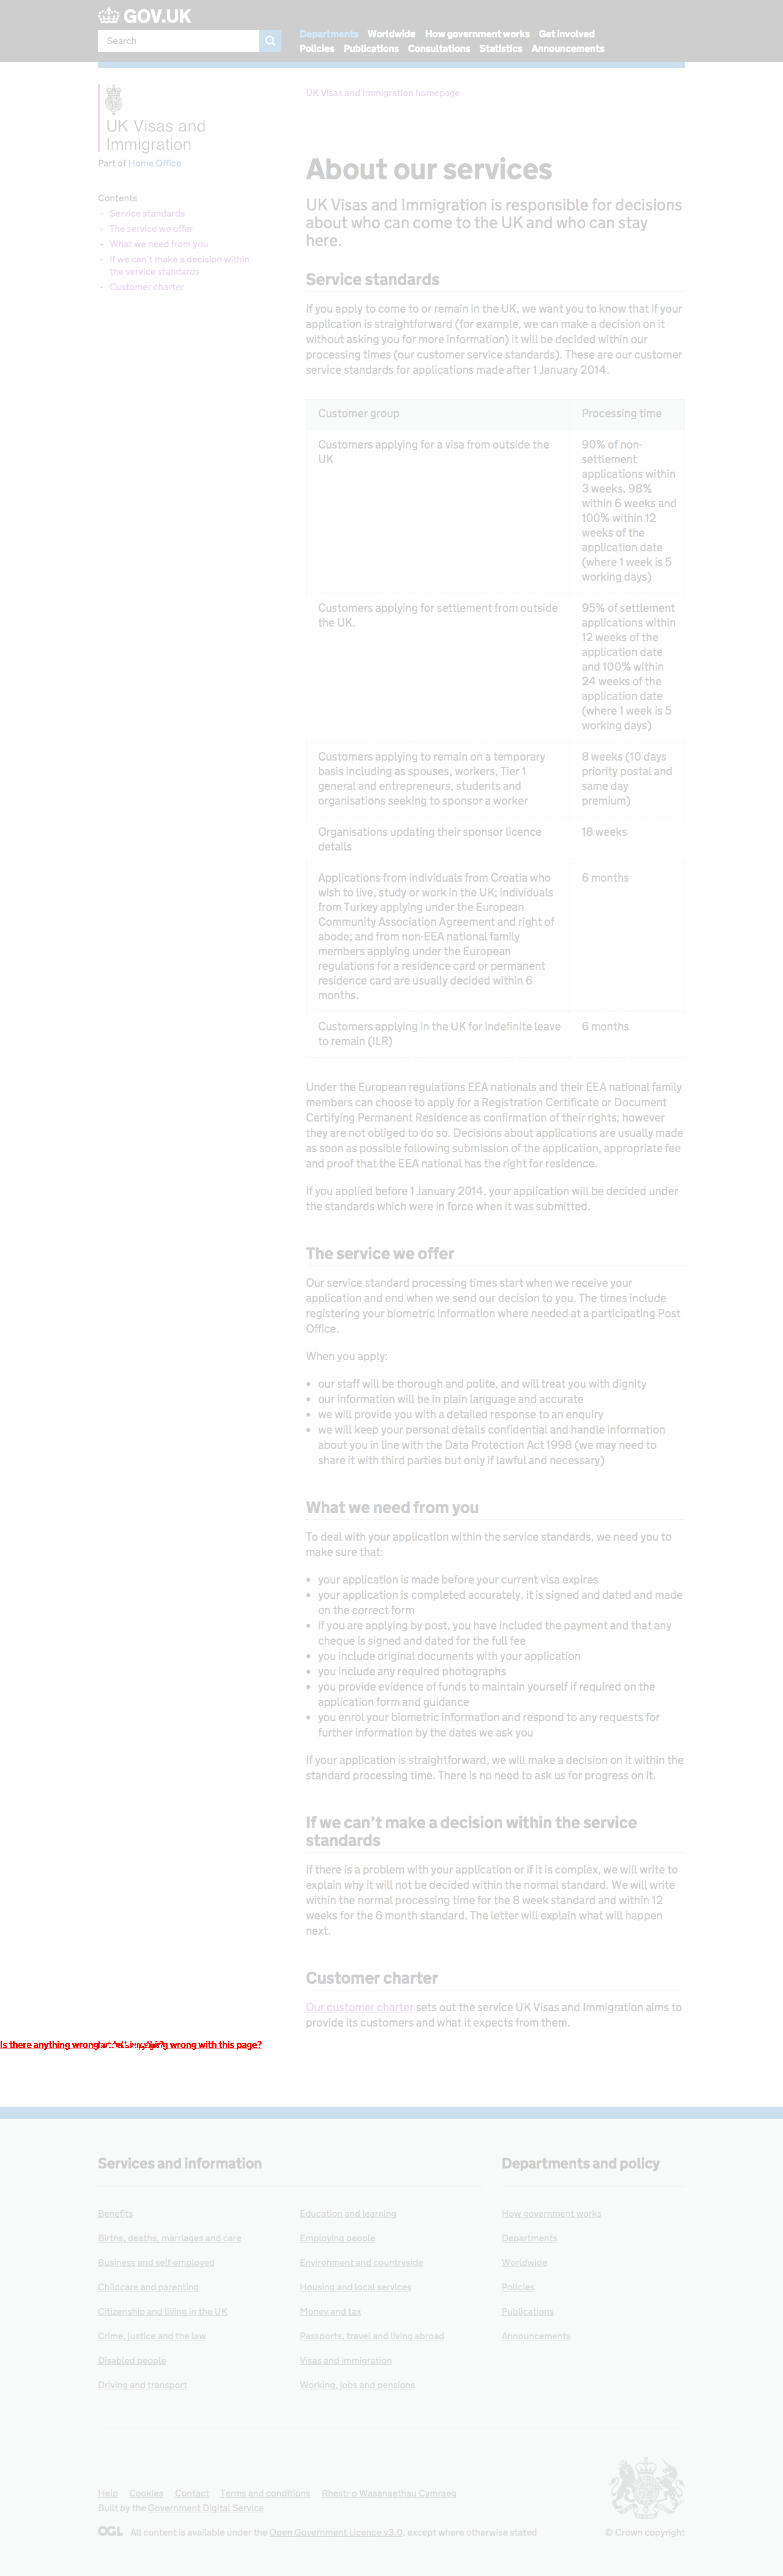 GOV.UK
Search
Departments Worldwide How government works Get involved
Policies Publications Consultations Statistics Announcements
UK Visas and Immigration homepage
UK Visas and
Immigration
Part of Home Office
Contents
Service standards
The service we offer
What we need from you
If we can't make a decision within
the service standards
Customer charter
About our services
UK Visas and Immigration is responsible for decisions
about who can come to the UK and who can stay
here.
Service standards
If you apply to come to or remain in the UK, we want you to know that if your
application is straightforward (for example, we can make a decision on it
without asking you for more information) it will be decided within our
processing times (our customer service standards). These are our customer
service standards for applications made after 1 January 2014.
Customer group Processing time
Customers applying for a visa from outside the
UK
90% of non-
settlement
applications within
3 weeks, 98%
within 6 weeks and
100% within 12
weeks of the
application date
(where 1 week is 5
working days)
Customers applying for settlement from outside
the UK.
95% of settlement
applications within
12 weeks of the
application date
and 100% within
24 weeks of the
application date
(where 1 week is 5
working days)
Customers applying to remain on a temporary
basis including as spouses, workers, Tier 1
general and entrepreneurs, students and
organisations seeking to sponsor a worker
8 weeks (10 days
priority postal and
same day
premium)
Organisations updating their sponsor licence
details
18 weeks
Applications from individuals from Croatia who
wish to live, study or work in the UK; individuals
from Turkey applying under the European
Community Association Agreement and right of
abode; and from non-EEA national family
members applying under the European
regulations for a residence card or permanent
residence card are usually decided within 6
months.
6 months
Customers applying in the UK for indefinite leave
to remain (ILR)
6 months
Under the European regulations EEA nationals and their EEA national family
members can choose to apply for a Registration Certificate or Document
Certifying Permanent Residence as confirmation of their rights; however
they are not obliged to do so. Decisions about applications are usually made
as soon as possible following submission of the application, appropriate fee
and proof that the EEA national has the right for residence.
If you applied before 1 January 2014, your application will be decided under
the standards which were in force when it was submitted.
The service we offer
Our service standard processing times start when we receive your
application and end when we send our decision to you. The times include
registering your biometric information where needed at a participating Post
Office.
When you apply:
• our staff will be thorough and polite, and will treat you with dignity
• our information will be in plain language and accurate
• we will provide you with a detailed response to an enquiry
• we will keep your personal details confidential and handle information
about you in line with the Data Protection Act 1998 (we may need to
share it with third parties but only if lawful and necessary)
What we need from you
To deal with your application within the service standards, we need you to
make sure that:
• your application is made before your current visa expires
• your application is completed accurately, it is signed and dated and made
on the correct form
• if you are applying by post, you have included the payment and that any
cheque is signed and dated for the full fee
• you include original documents with your application
• you include any required photographs
• you provide evidence of funds to maintain yourself if required on the
application form and guidance
• you enrol your biometric information and respond to any requests for
further information by the dates we ask you
If your application is straightforward, we will make a decision on it within the
standard processing time. There is no need to ask us for progress on it.
If we can't make a decision within the service
standards
If there is a problem with your application or if it is complex, we will write to
explain why it will not be decided within the normal standard. We will write
within the normal processing time for the 8 week standard and within 12
weeks for the 6 month standard. The letter will explain what will happen
next.
Customer charter
Our customer charter sets out the service UK Visas and Immigration aims to
provide its customers and what it expects from them.
Is there anything wrong wrong with this page?
Services and information
Departments and policy
Benefits Education and learning How government works
Births, deaths, marriages and care Employing people Departments
Business and self-employed Environment and countryside Worldwide
Childcare and parenting Housing and local services Policies
Citizenship and living in the UK Money and tax Publications
Crime, justice and the law Passports, travel and living abroad Announcements
Disabled people Visas and immigration
Driving and transport Working, jobs and pensions
Help Cookies Contact Terms and conditions Rhestr o Wasanaethau Cymraeg
Built by the Government Digital Service
OGL All content is available under the Open Government Licence v3.0, except where otherwise stated
© Crown copyright